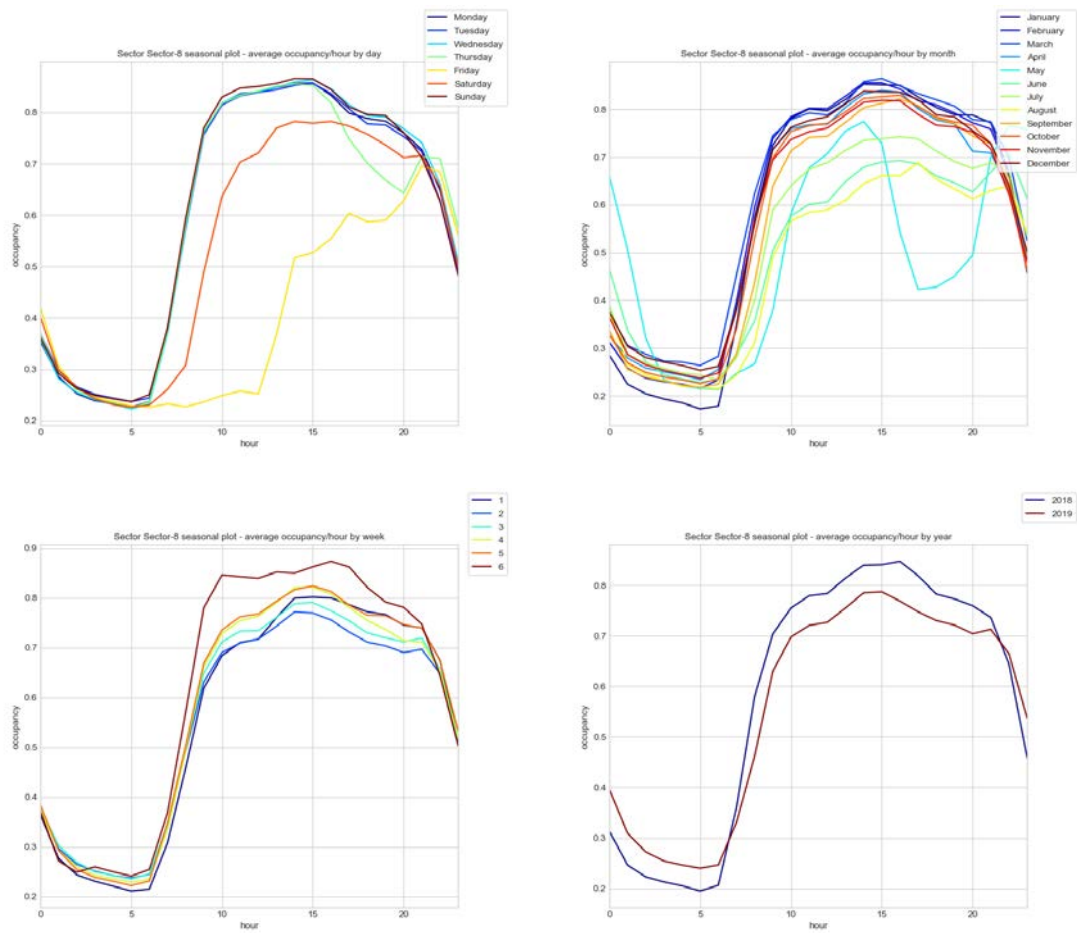 Monday
Tuesday
Wednesday
Thursday
Friday
Saturday
Sunday
Sector Sector-8 seasonal plot - average occupancy/hour by day
occupancy
0.8
0.7
0.6
0.5
0.4
0.3
0.2
0 5 10 15 20
hour
January
February
March
April
May
June
July
August
September
October
November
December
Sector Sector-8 seasonal plot - average occupancy/hour by month
occupancy
0.8
0.7
0.6
0.5
0.4
0.3
0.2
0 5 10 15 20
hour
1
2
3
4
5
6
Sector Sector-8 seasonal plot - average occupancy/hour by week
occupancy
0.9
0.8
0.7
0.6
0.5
0.4
0.3
0.2
0 5 10 15 20
hour
2018
2019
Sector Sector-8 seasonal plot - average occupancy/hour by year
occupancy
0.8
0.7
0.6
0.5
0.4
0.3
0.2
0 5 10 15 20
hour